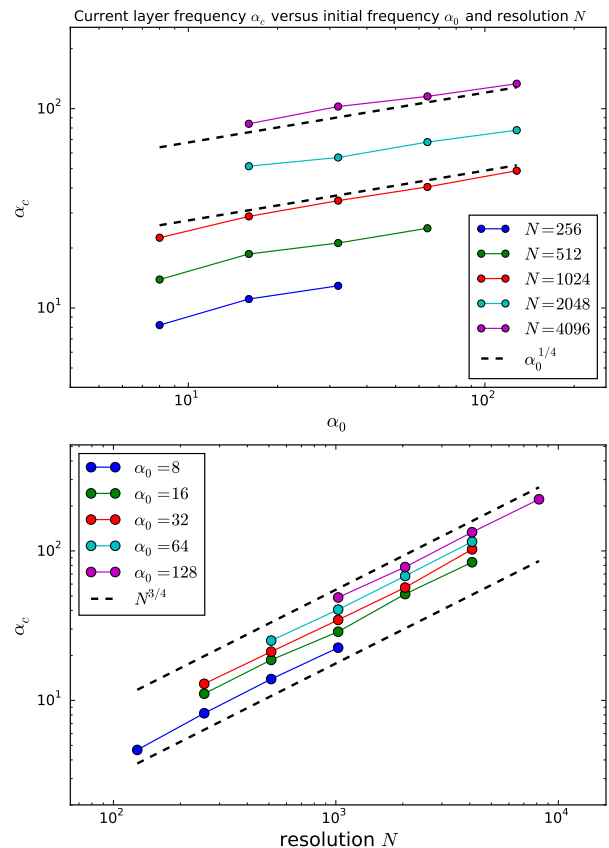 Current layer frequency α_c versus initial frequency α_0 and resolution N
10^2
α_c
10^1
N=256
N=512
N=1024
N=2048
N=4096
α_0^{1/4}
10^1 10^2
α_0
α_0=8
α_0=16
α_0=32
α_0=64
α_0=128
N^{3/4}
10^2
α_c
10^1
10^2 10^3 10^4
resolution N